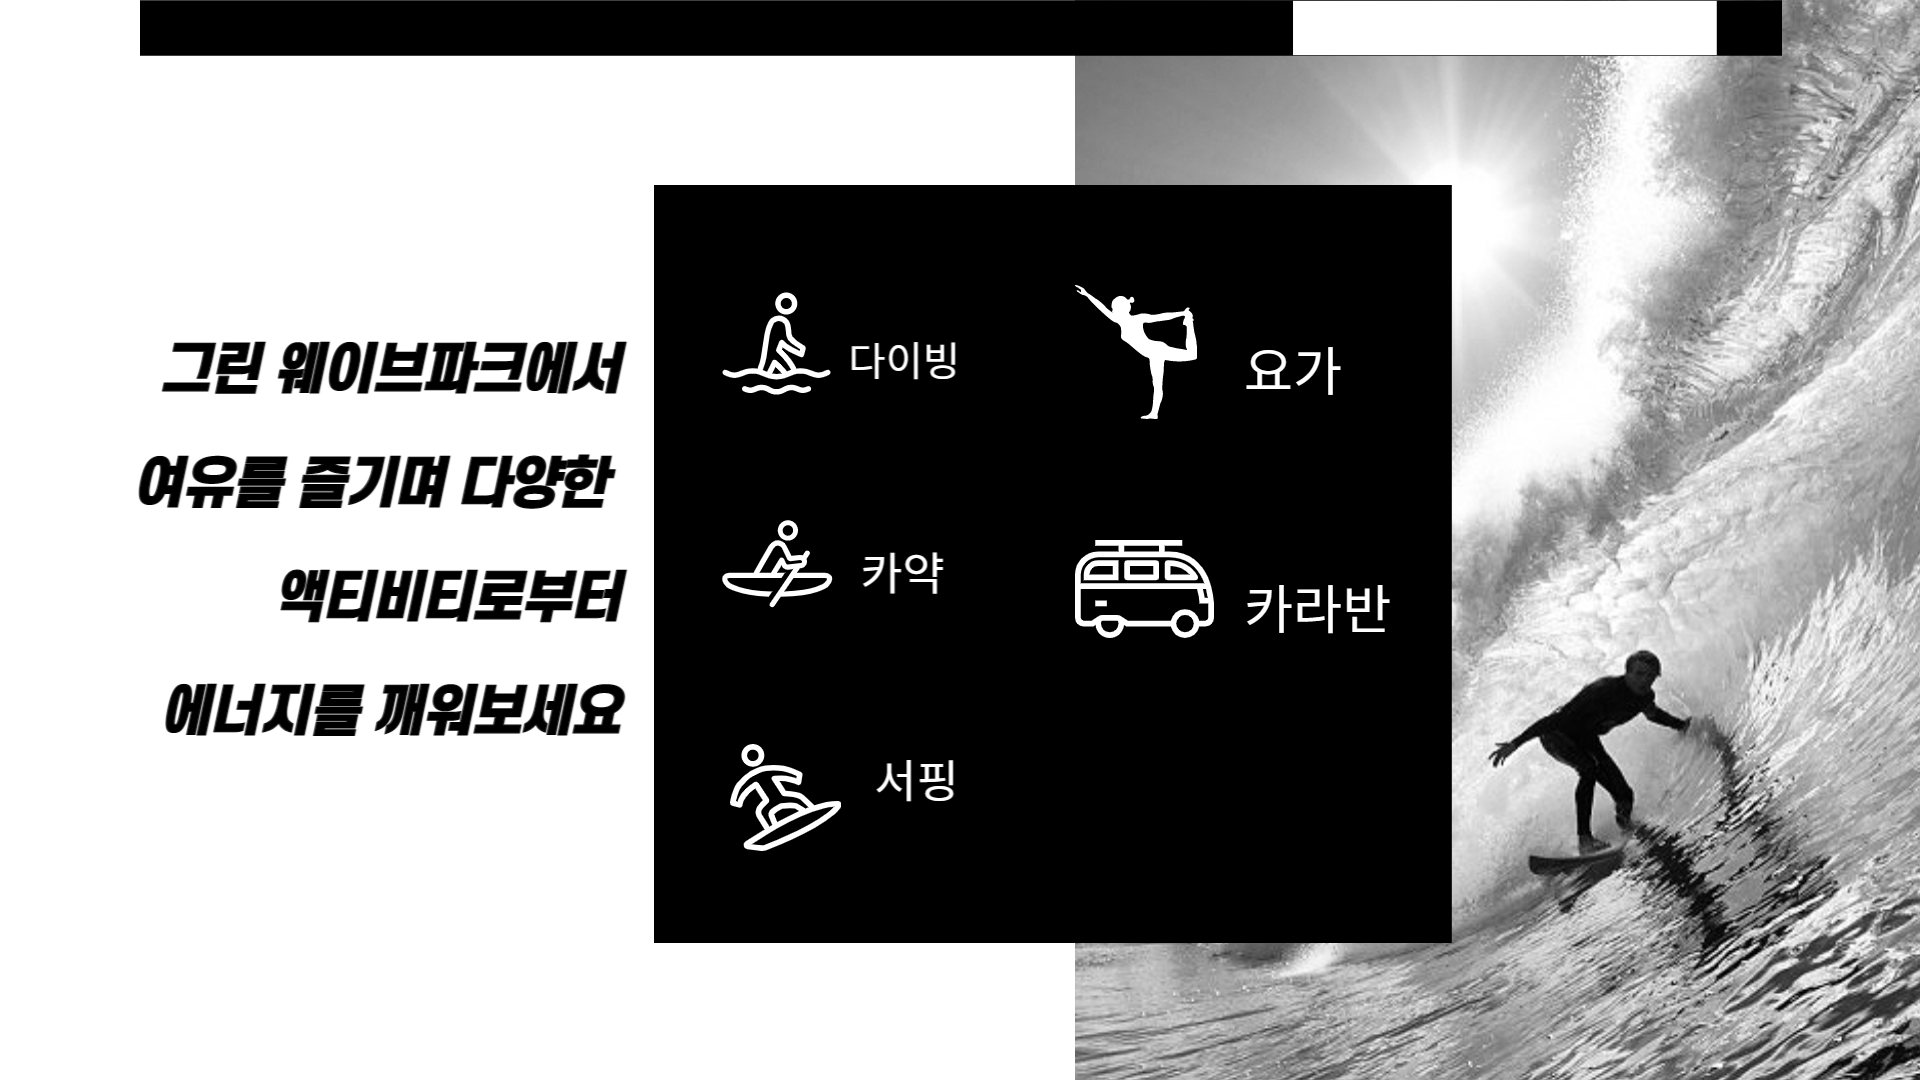 그린 웨이브파크에서
여유를 즐기며 다양한
액티비티로부터
에너지를 깨워보세요
다이빙
카약
서핑
요가
카라반